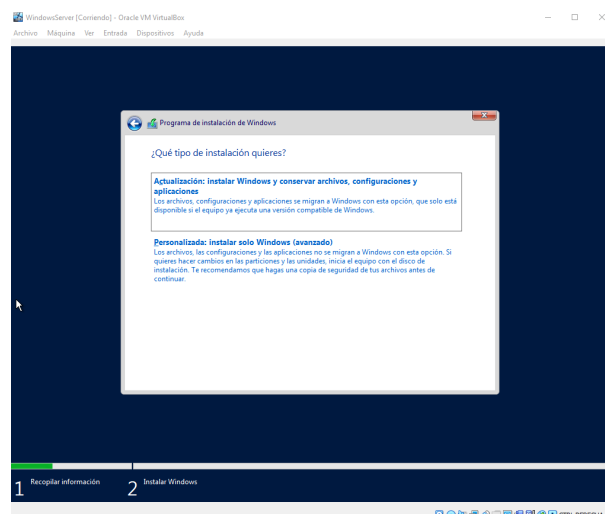 WindowsServer [Corriendo] - Oracle VM VirtualBox
Archivo Máquina Ver Entrada Dispositivos Ayuda
Programa de instalación de Windows
¿Qué tipo de instalación quieres?
Actualización: instalar Windows y conservar archivos, configuraciones y
aplicaciones
Los archivos, configuraciones y aplicaciones se migran a Windows con esta opción, que solo está
disponible si el equipo ya ejecuta una versión compatible de Windows.
Personalizada: instalar solo Windows (avanzado)
Los archivos, las configuraciones y las aplicaciones no se migran a Windows con esta opción. Si
quieres hacer cambios en las particiones y las unidades, inicia el equipo con el disco de
instalación. Te recomendamos que hagas una copia de seguridad de tus archivos antes de
continuar.
1 Recopilar información 2 Instalar Windows